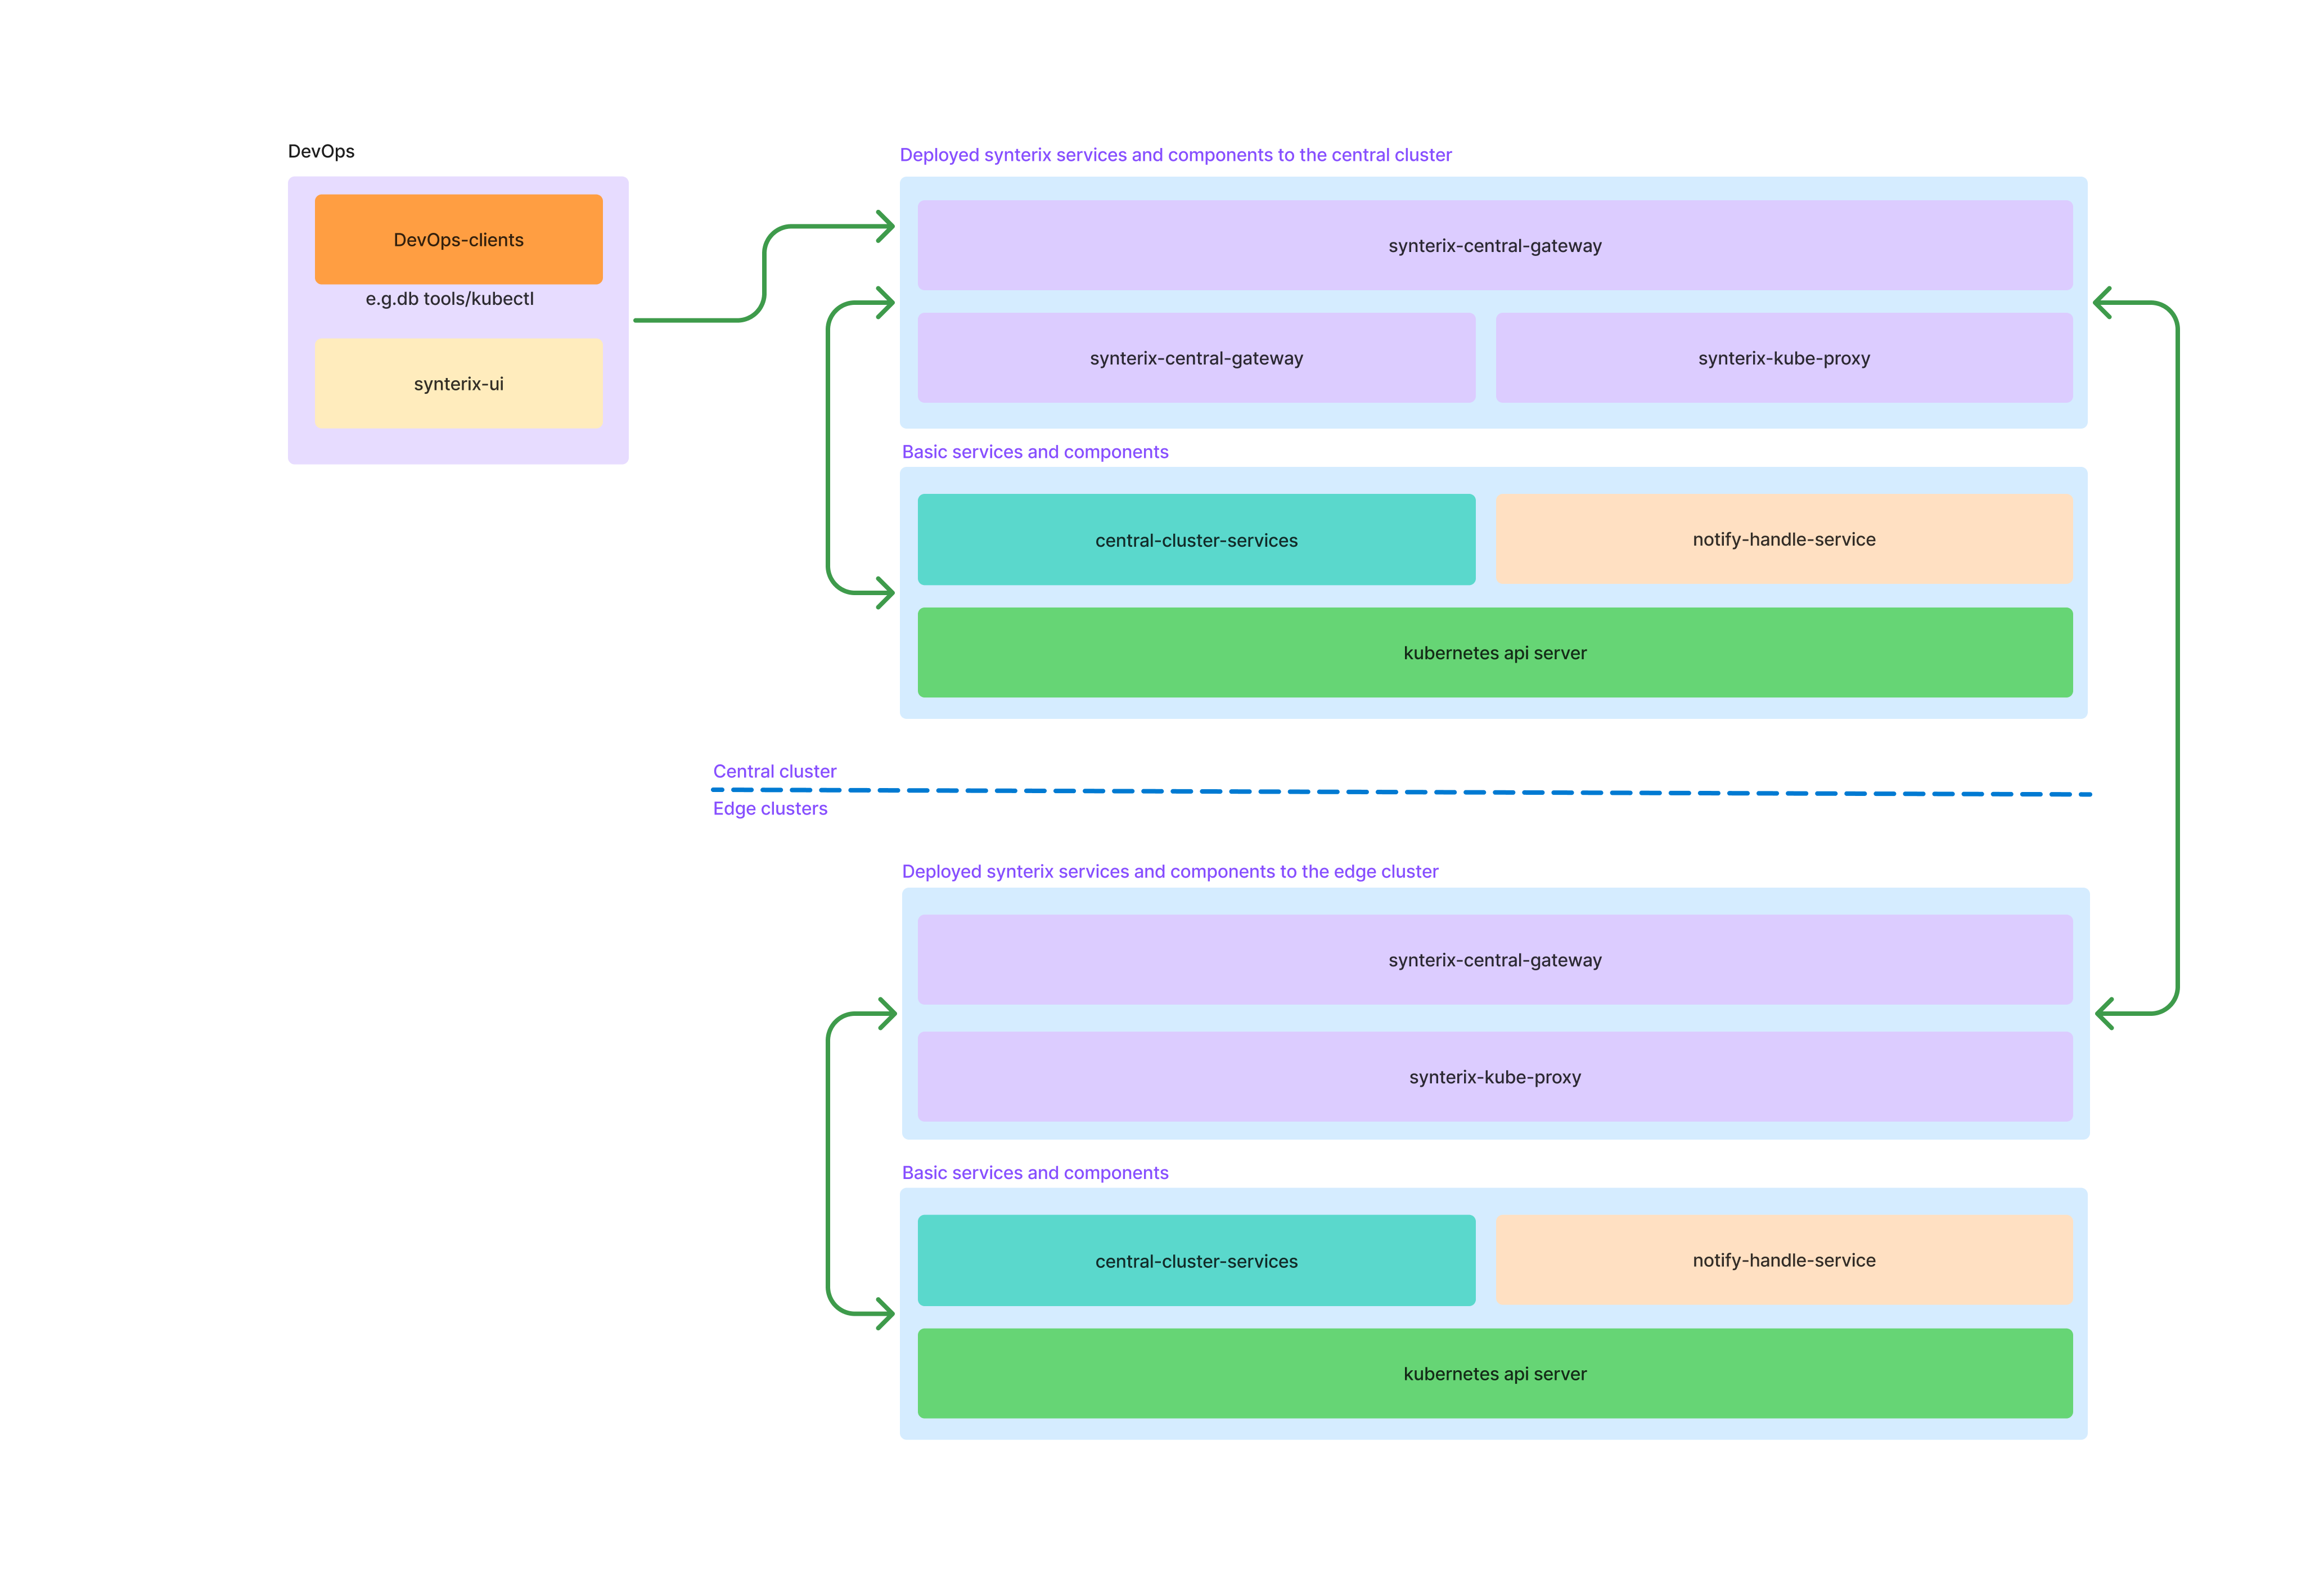 DevOps
DevOps-clients
e.g.db tools/kubectl
synterix-ui
Deployed synterix services and components to the central cluster
synterix-central-gateway
synterix-central-gateway
synterix-kube-proxy
Basic services and components
central-cluster-services
notify-handle-service
kubernetes api server
Central cluster
Edge clusters
Deployed synterix services and components to the edge cluster
synterix-central-gateway
synterix-kube-proxy
Basic services and components
central-cluster-services
notify-handle-service
kubernetes api server